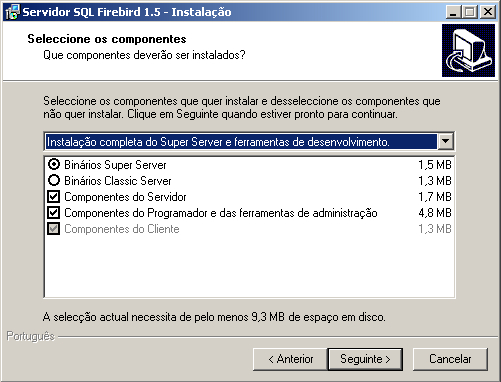 Servidor SQL Firebird 1.5 - Instalação
Seleccione os componentes
Que componentes deverão ser instalados?
Seleccione os componentes que quer instalar e desseleccione os componentes que
não quer instalar. Clique em Seguinte quando estiver pronto para continuar.
Instalação completa do Super Server e ferramentas de desenvolvimento.
Binários Super Server 1,5 MB
Binários Classic Server 1,3 MB
Componentes do Servidor 1,7 MB
Componentes do Programador e das ferramentas de administração 4,8 MB
Componentes do Cliente 1,3 MB
A selecção actual necessita de pelo menos 9,3 MB de espaço em disco.
Português
< Anterior Seguinte > Cancelar